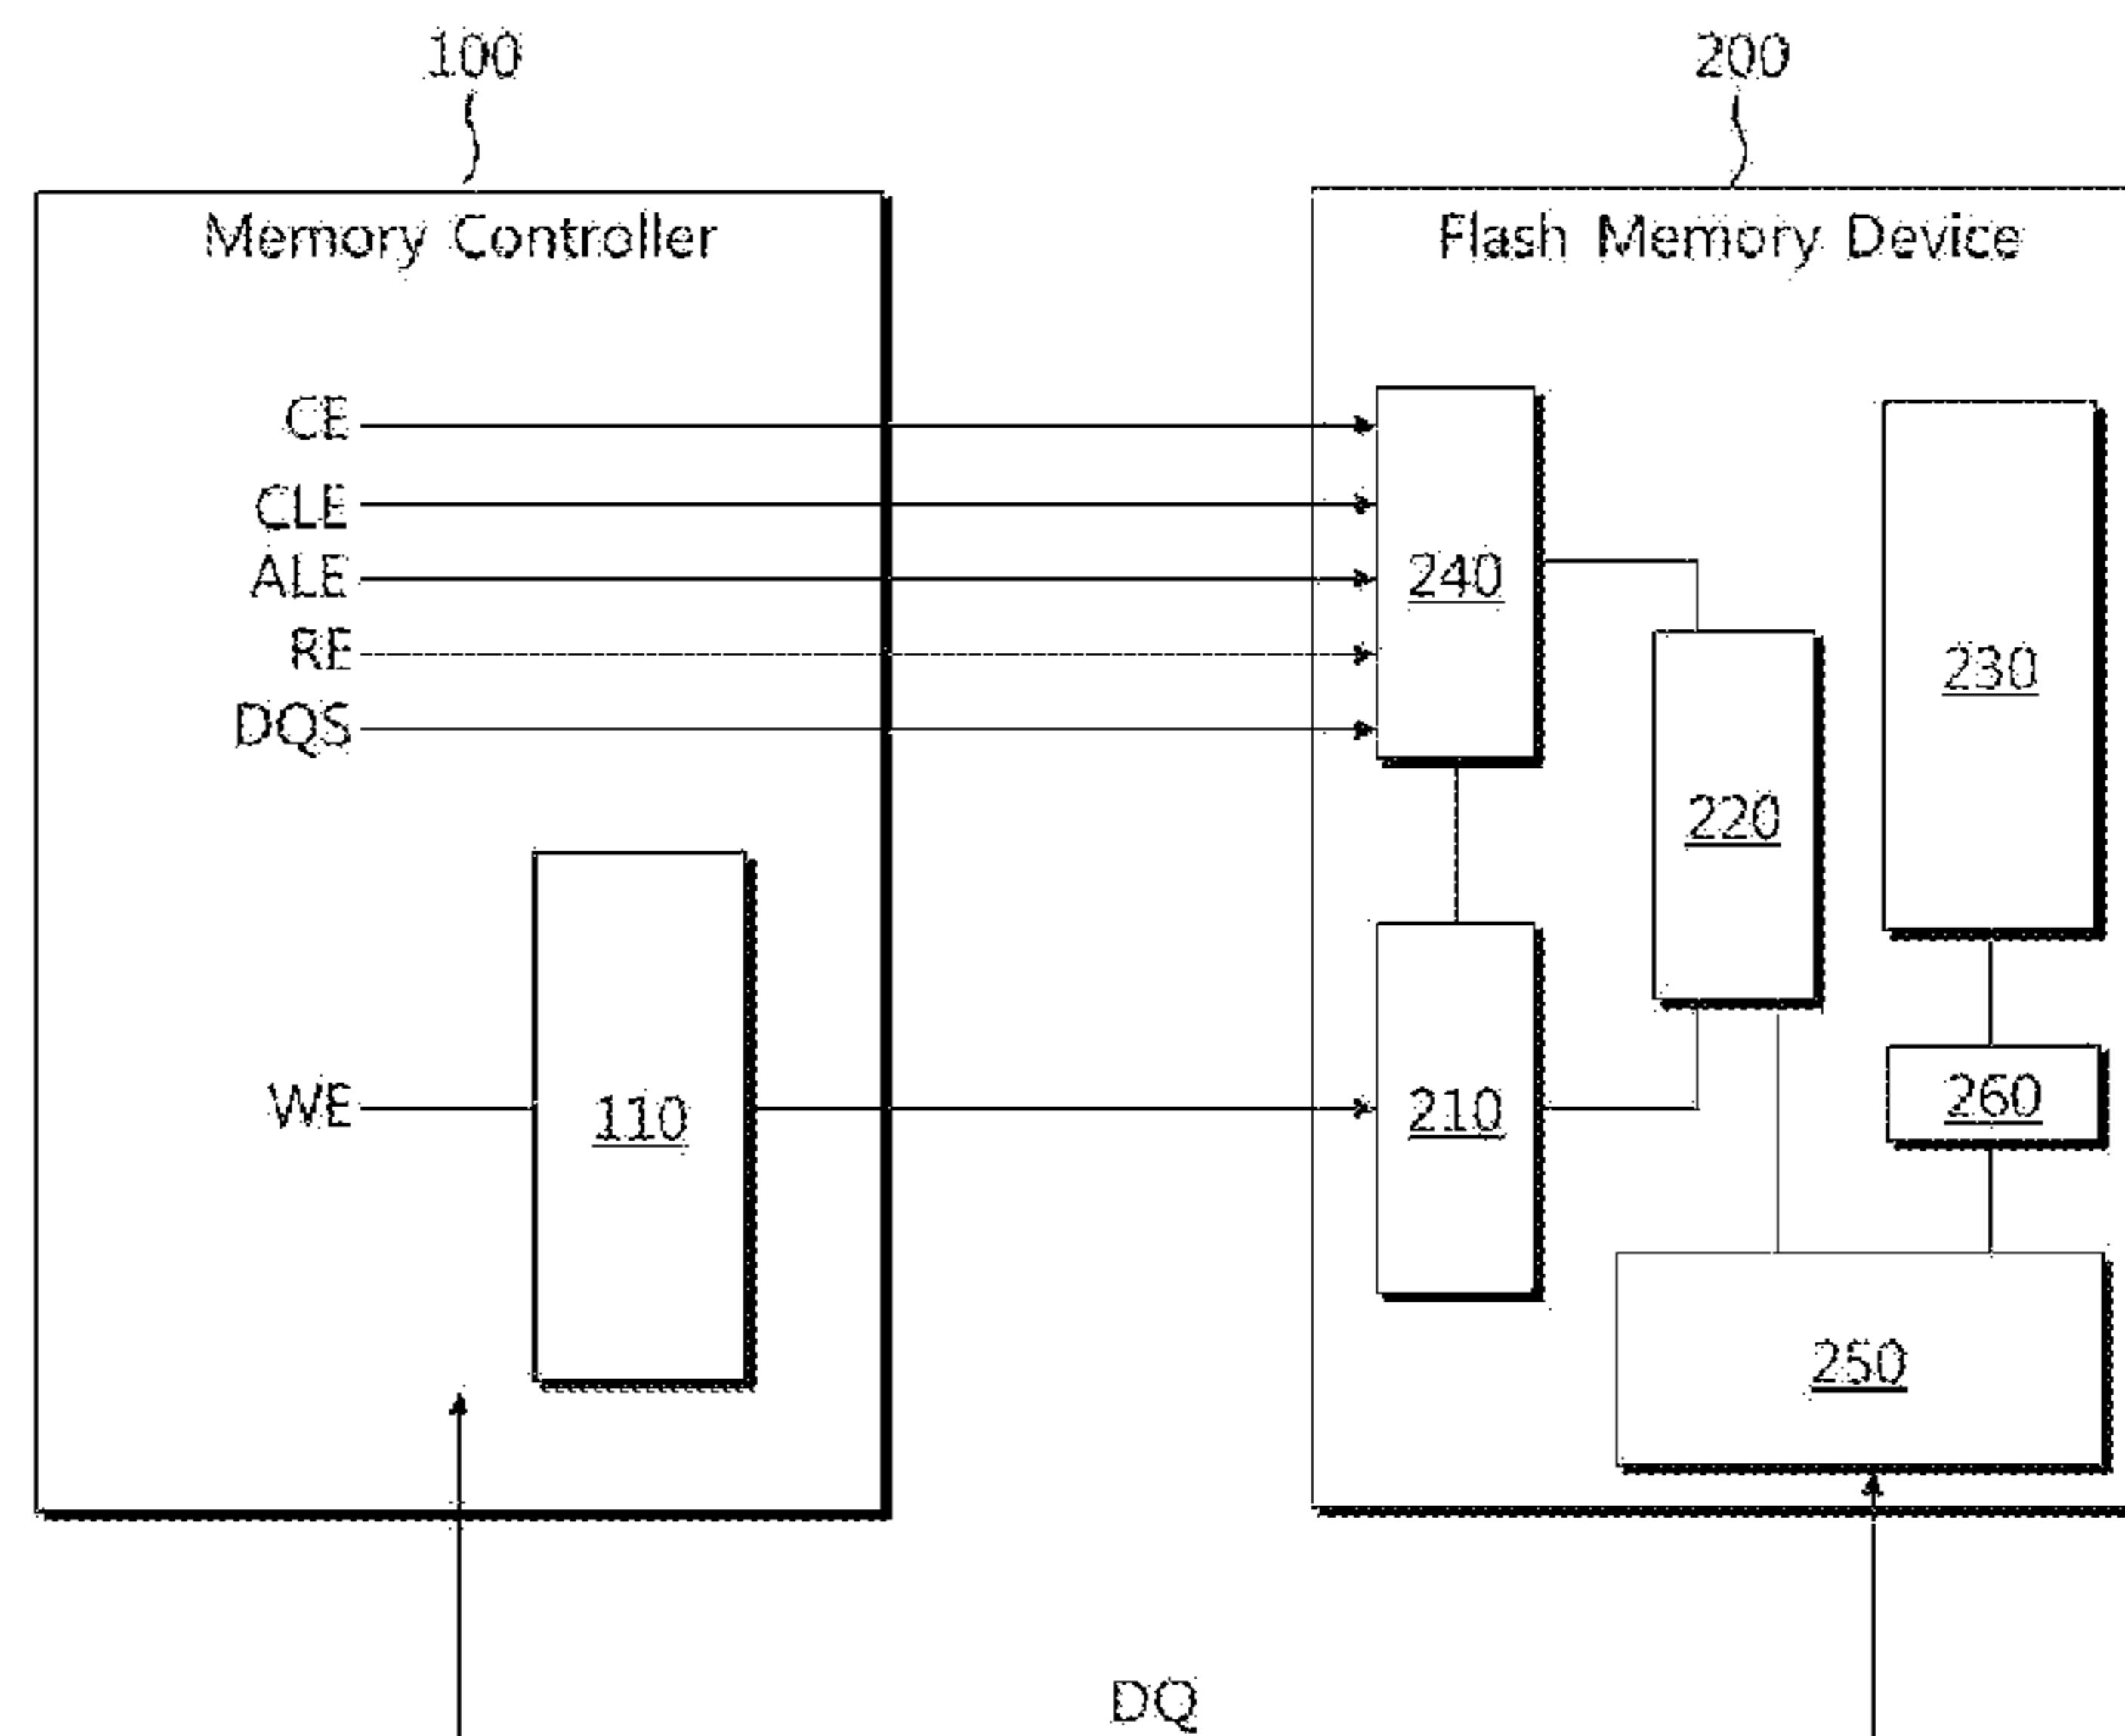 100
200
Memory Controller
Flash Memory Device
CE
CLE
ALE
RE
DQS
240
230
220
WE
110
210
260
250
DQ